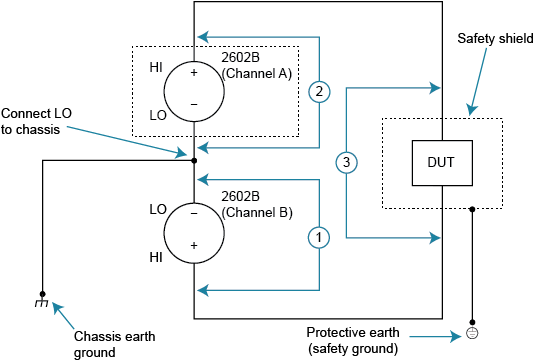 Safety shield
2602B
(Channel A)
HI
+
2
LO
–
Connect LO
to chassis
3
DUT
2602B
(Channel B)
LO
–
1
+
HI
Chassis earth
ground
Protective earth
(safety ground)